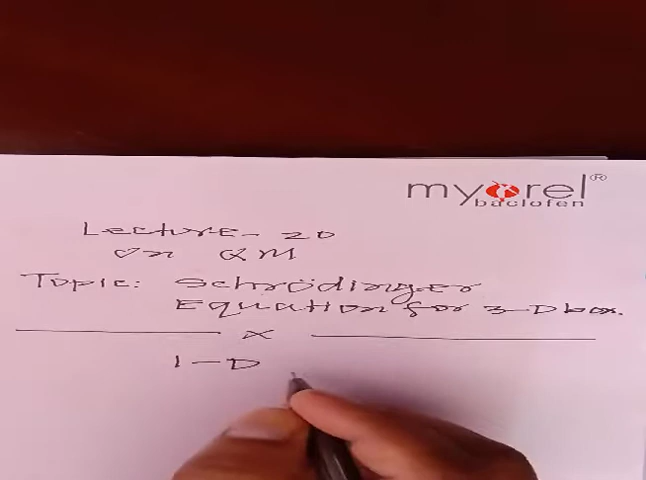 myorel®
baclofen
Lecture- 20
on QM
Topic: Schrödinger
Equation for 3-D box.
x
1-D